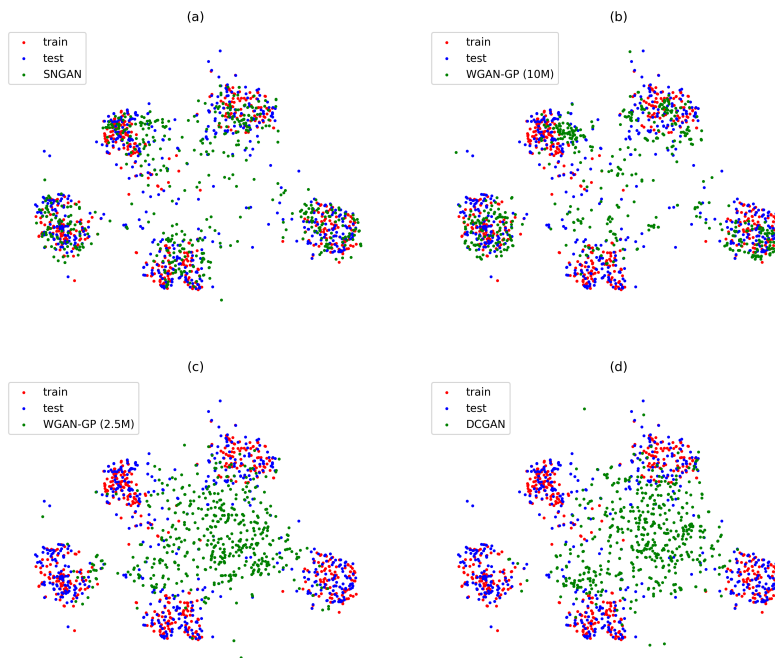 (a)
train
test
SNGAN
(b)
train
test
WGAN-GP (10M)
(c)
train
test
WGAN-GP (2.5M)
(d)
train
test
DCGAN